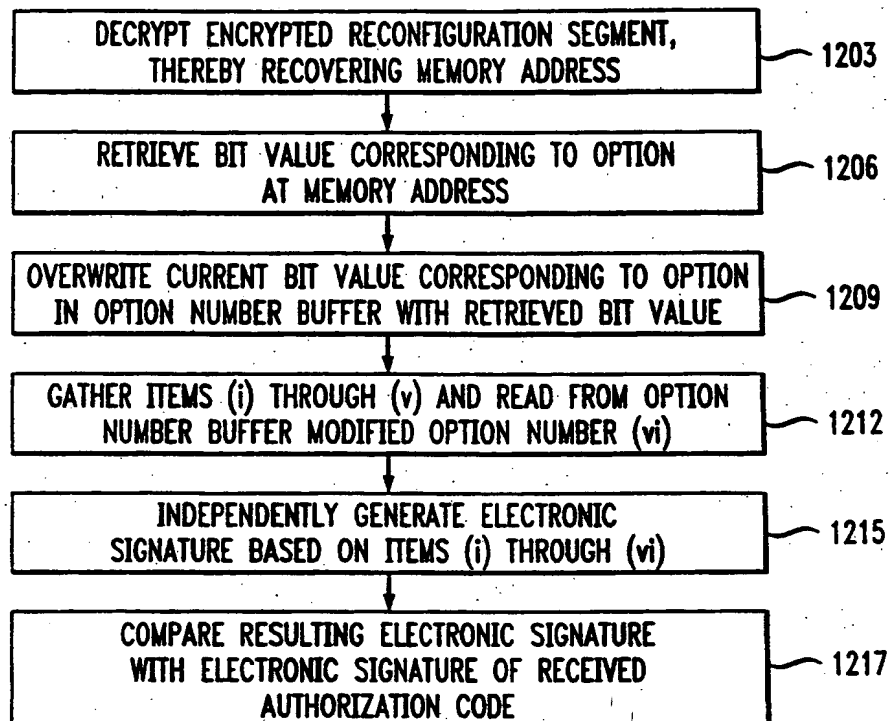 DECRYPT ENCRYPTED RECONFIGURATION SEGMENT,
THEREBY RECOVERING MEMORY ADDRESS
1203
RETRIEVE BIT VALUE CORRESPONDING TO OPTION
AT MEMORY ADDRESS
1206
OVERWRITE CURRENT BIT VALUE CORRESPONDING TO OPTION
IN OPTION NUMBER BUFFER WITH RETRIEVED BIT VALUE
1209
GATHER ITEMS (i) THROUGH (v) AND READ FROM OPTION
NUMBER BUFFER MODIFIED OPTION NUMBER (vi)
1212
INDEPENDENTLY GENERATE ELECTRONIC
SIGNATURE BASED ON ITEMS (i) THROUGH (vi)
1215
COMPARE RESULTING ELECTRONIC SIGNATURE
WITH ELECTRONIC SIGNATURE OF RECEIVED
AUTHORIZATION CODE
1217